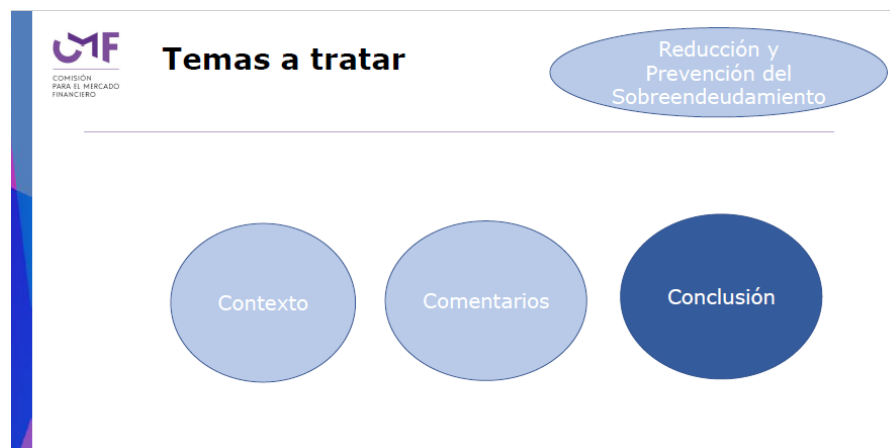 CMF
COMISIÓN
PARA EL MERCADO
FINANCIERO
Temas a tratar
Reducción y
Prevención del
Sobreendeudamiento
Contexto
Comentarios
Conclusión